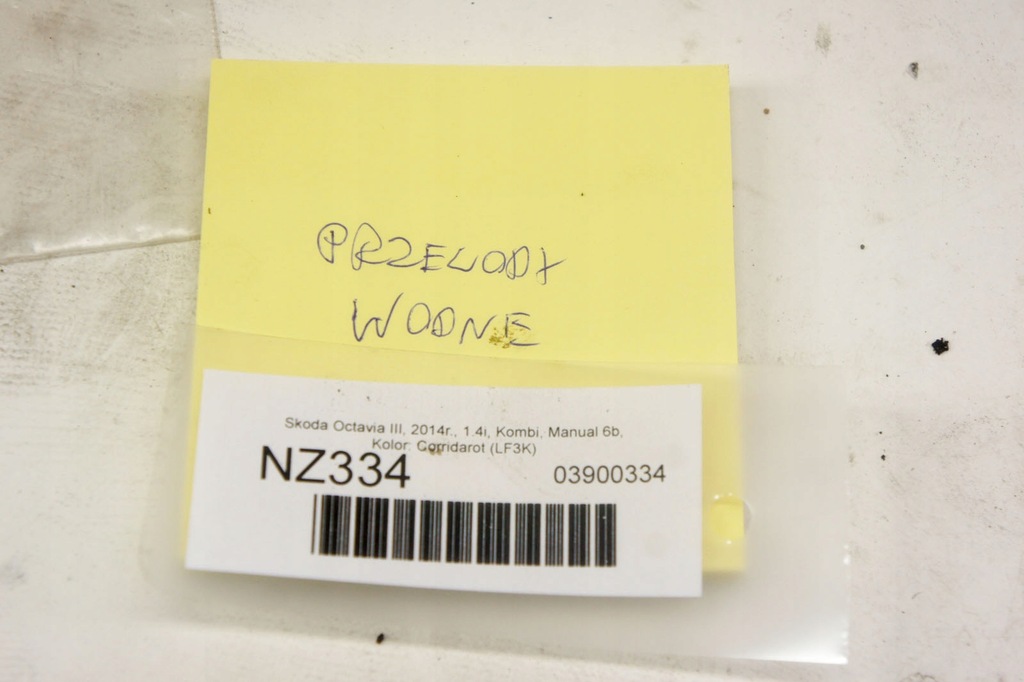 PRZEWODY
WODNE
Skoda Octavia III, 2014r., 1.4i, Kombi, Manual 6b,
Kolor: Corridarot (LF3K)
NZ334 03900334